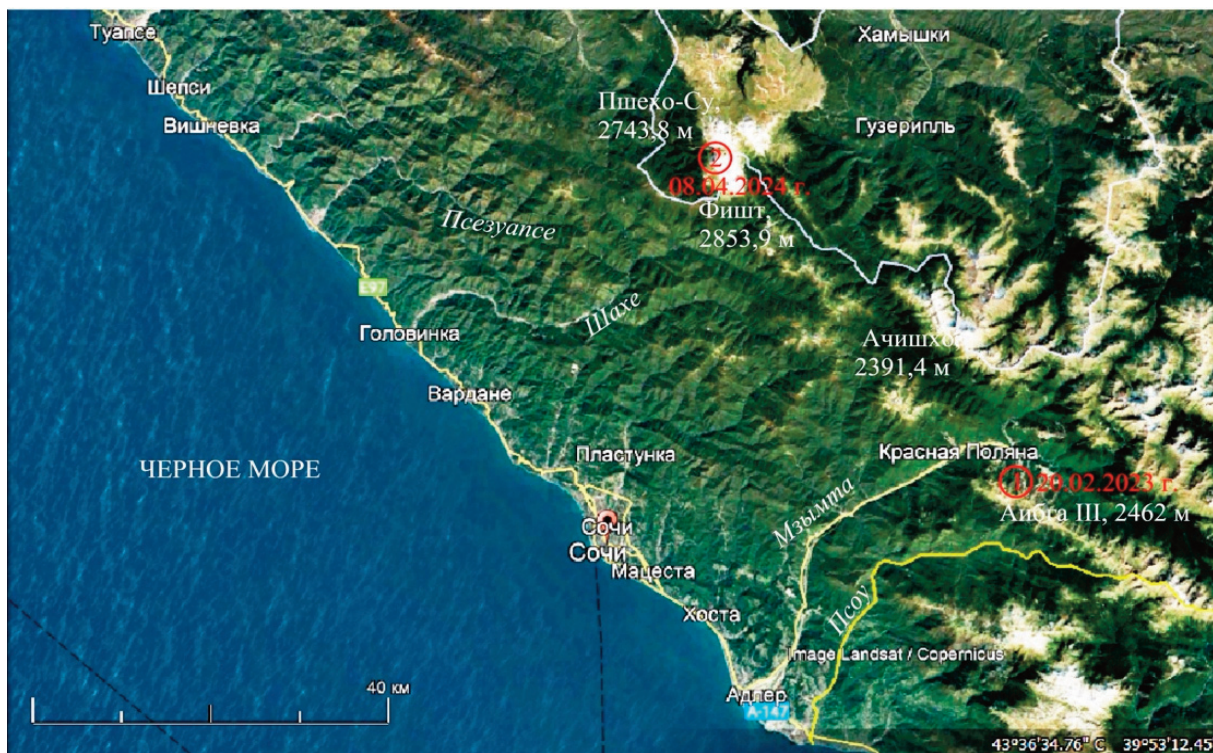 Туапсе
Хамышки
Шепси
Пшехо-Су,
2743,8 м
Вишневка
Гузерипль
2
08.04.2024 г.
Фишт,
2853,9 м
Псезуапсе
E97
Шахе
Головинка
2391,4 м
Вардане
Красная Поляна
Пластунка
ЧЕРНОЕ МОРЕ
1 20.02.2023 г.
Аибга III, 2462 м
Мзымта
Сочи
Сочи
Мацеста
Псоу
Хоста
Image Landsat / Copernicus
40 км
Адлер
A-147
43°36'34.76" С 39°53'12.45